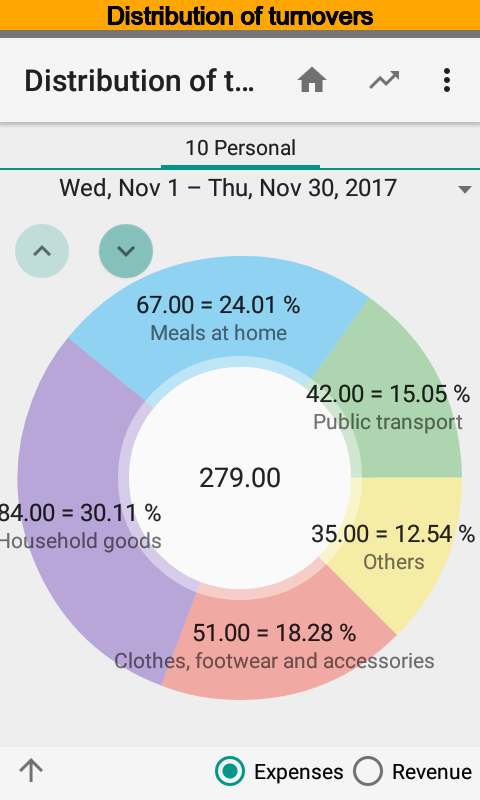 Distribution of turnovers
Distribution of t...
10 Personal
Wed, Nov 1 – Thu, Nov 30, 2017
67.00 = 24.01 %
Meals at home
42.00 = 15.05 %
Public transport
279.00
84.00 = 30.11 %
Household goods
35.00 = 12.54 %
Others
51.00 = 18.28 %
Clothes, footwear and accessories
Expenses
Revenue